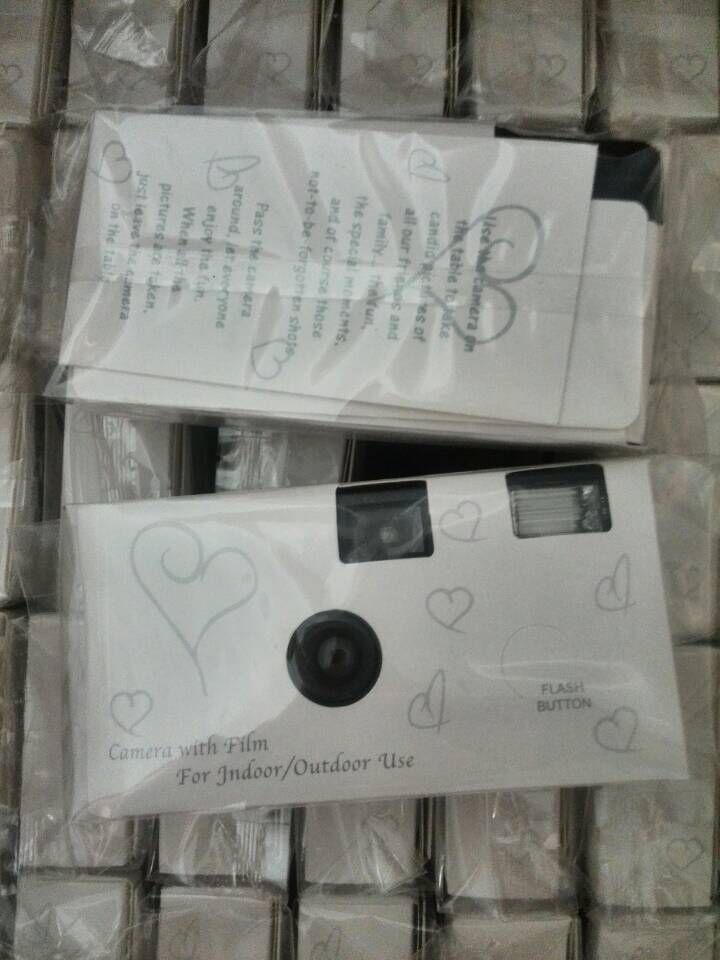 Use the camera on
the table to take
candid pictures of
all our friends and
family... the fun,
the special moments,
and of course those
not-to be forgotten shots.
Pass the camera
around, let everyone
enjoy the fun.
When all the
pictures are taken,
just leave the camera
on the table
FLASH
BUTTON
Camera with Film
For Indoor/Outdoor Use